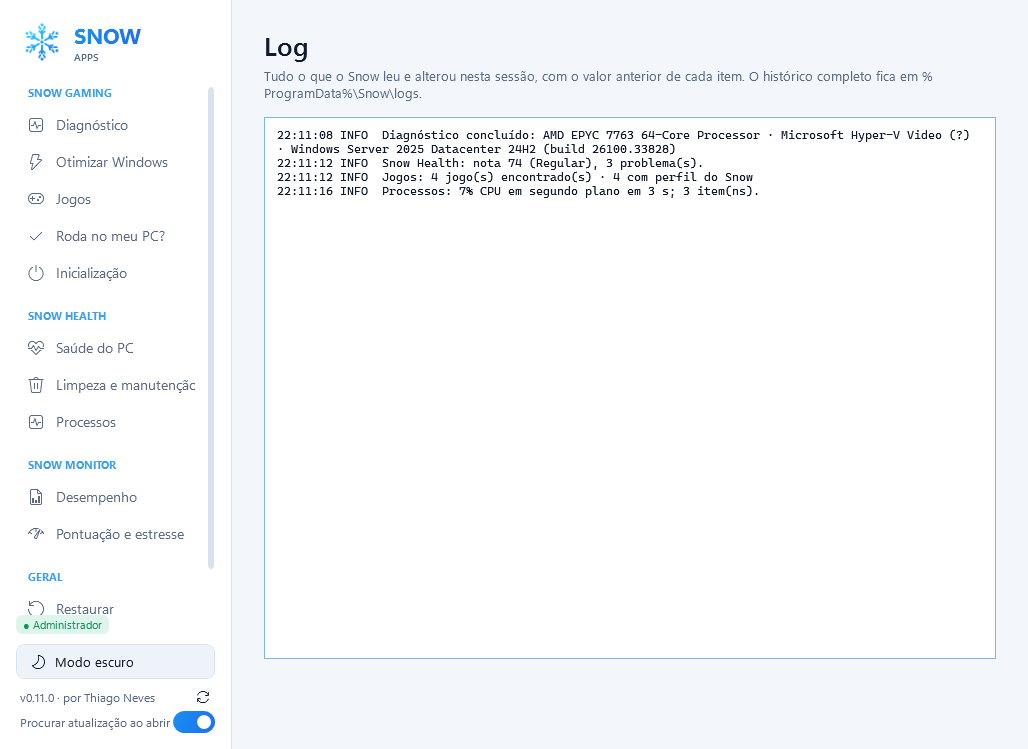 SNOW
APPS
SNOW GAMING
Diagnóstico
Otimizar Windows
Jogos
Roda no meu PC?
Inicialização
SNOW HEALTH
Saúde do PC
Limpeza e manutençã
Processos
SNOW MONITOR
Desempenho
Pontuação e estresse
GERAL
Restaurar
Administrador
Modo escuro
v0.11.0 · por Thiago Neves
Procurar atualização ao abrir
Log
Tudo o que o Snow leu e alterou nesta sessão, com o valor anterior de cada item. O histórico completo fica em %
ProgramData%\Snow\logs.
22:11:08 INFO  Diagnóstico concluído: AMD EPYC 7763 64-Core Processor · Microsoft Hyper-V Video (?)
· Windows Server 2025 Datacenter 24H2 (build 26100.33828)
22:11:12 INFO  Snow Health: nota 74 (Regular), 3 problema(s).
22:11:12 INFO  Jogos: 4 jogo(s) encontrado(s) · 4 com perfil do Snow
22:11:16 INFO  Processos: 7% CPU em segundo plano em 3 s; 3 item(ns).